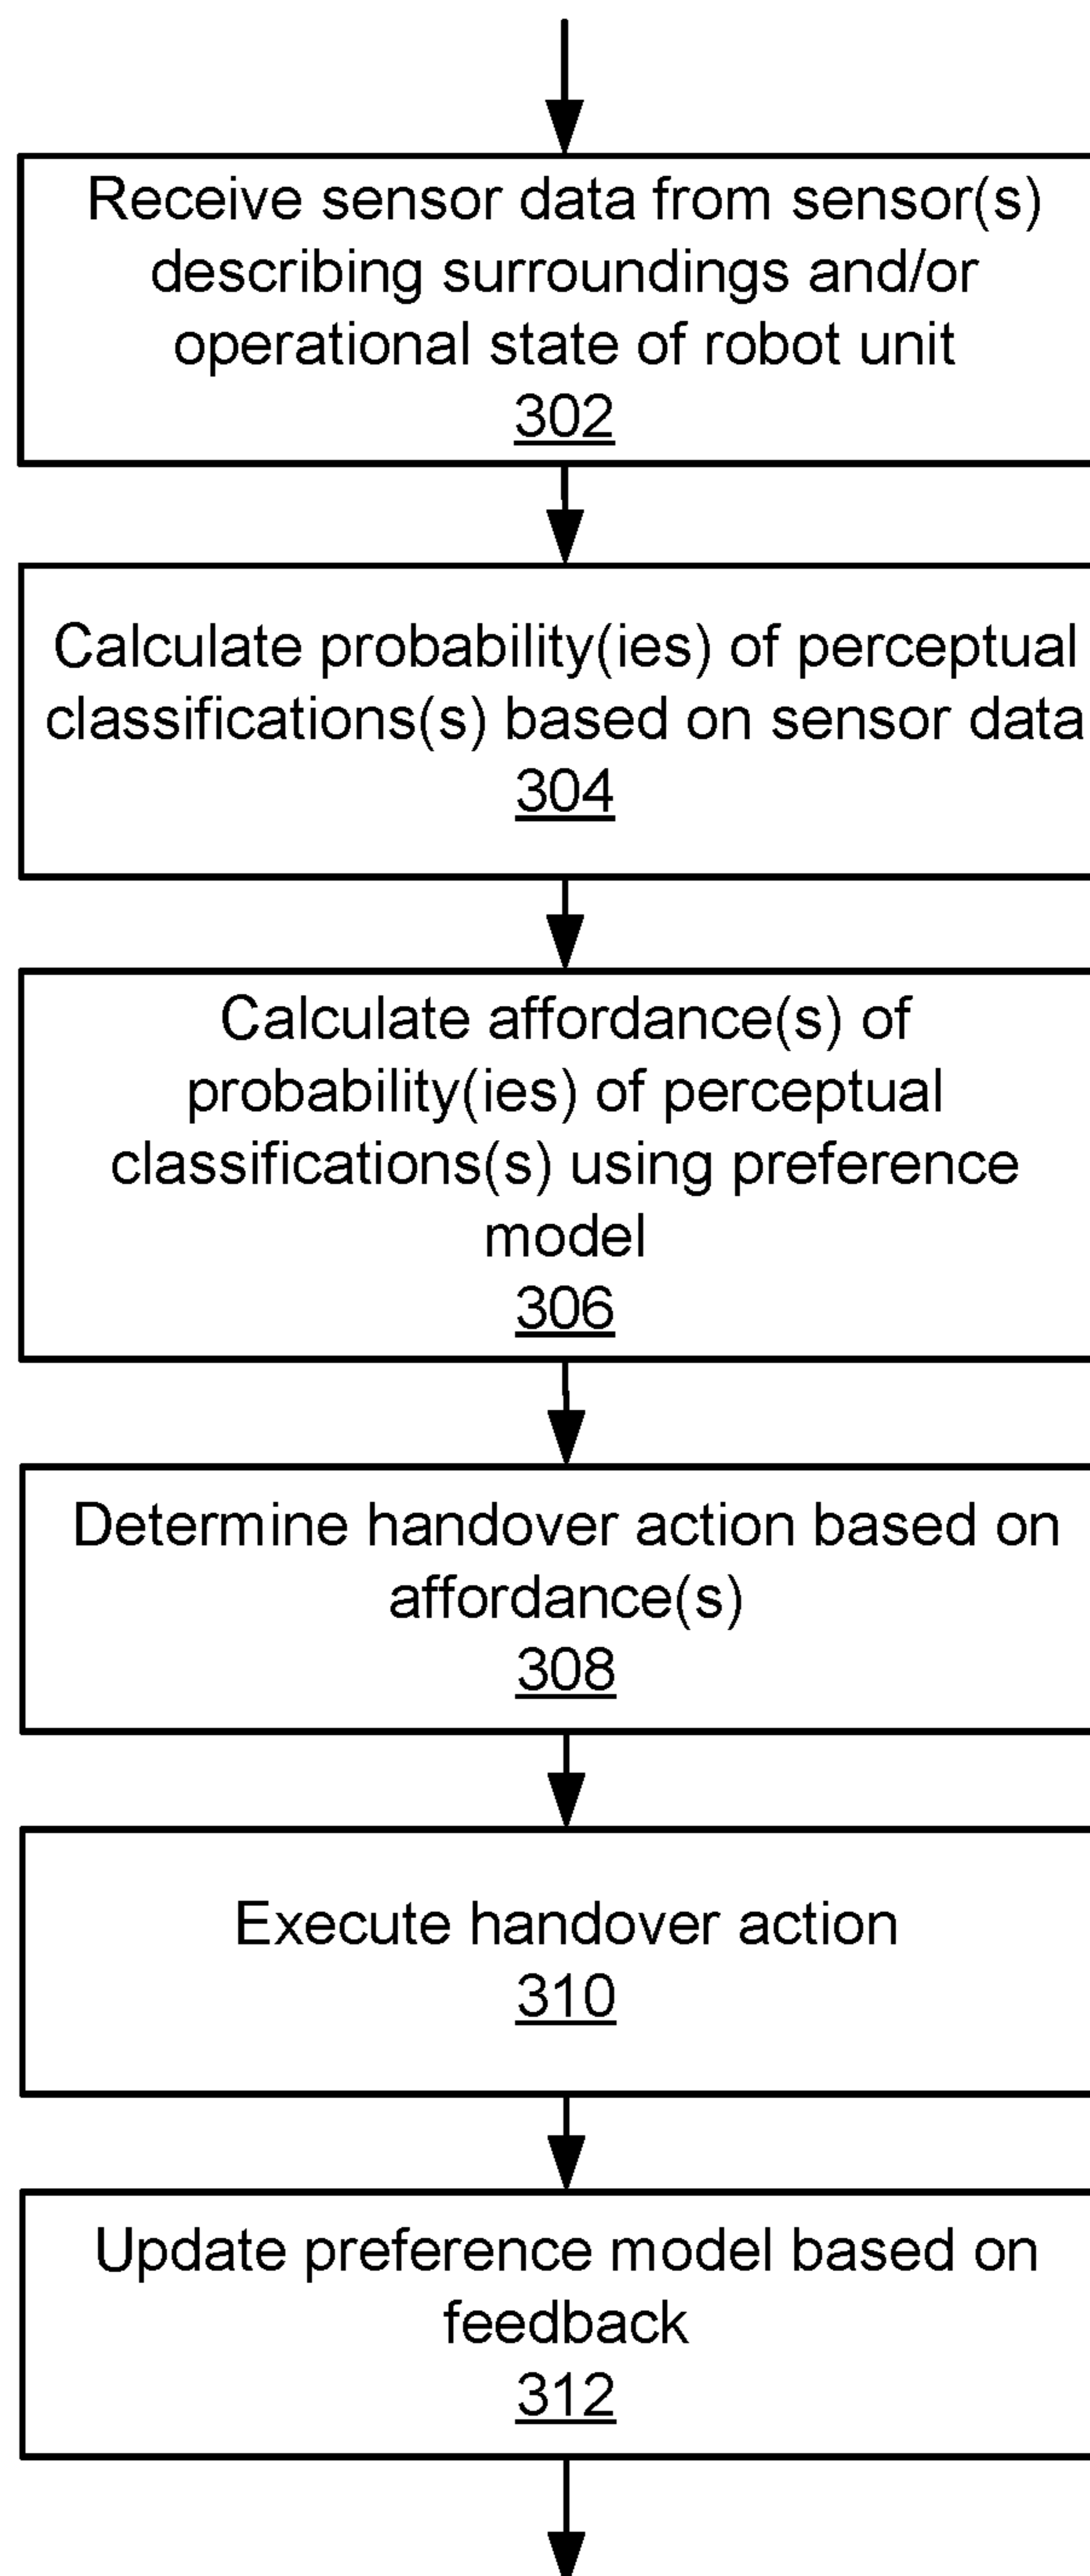 Receive sensor data from sensor(s)
describing surroundings and/or
operational state of robot unit
302
Calculate probability(ies) of perceptual
classifications(s) based on sensor data
304
Calculate affordance(s) of
probability(ies) of perceptual
classifications(s) using preference
model
306
Determine handover action based on
affordance(s)
308
Execute handover action
310
Update preference model based on
feedback
312